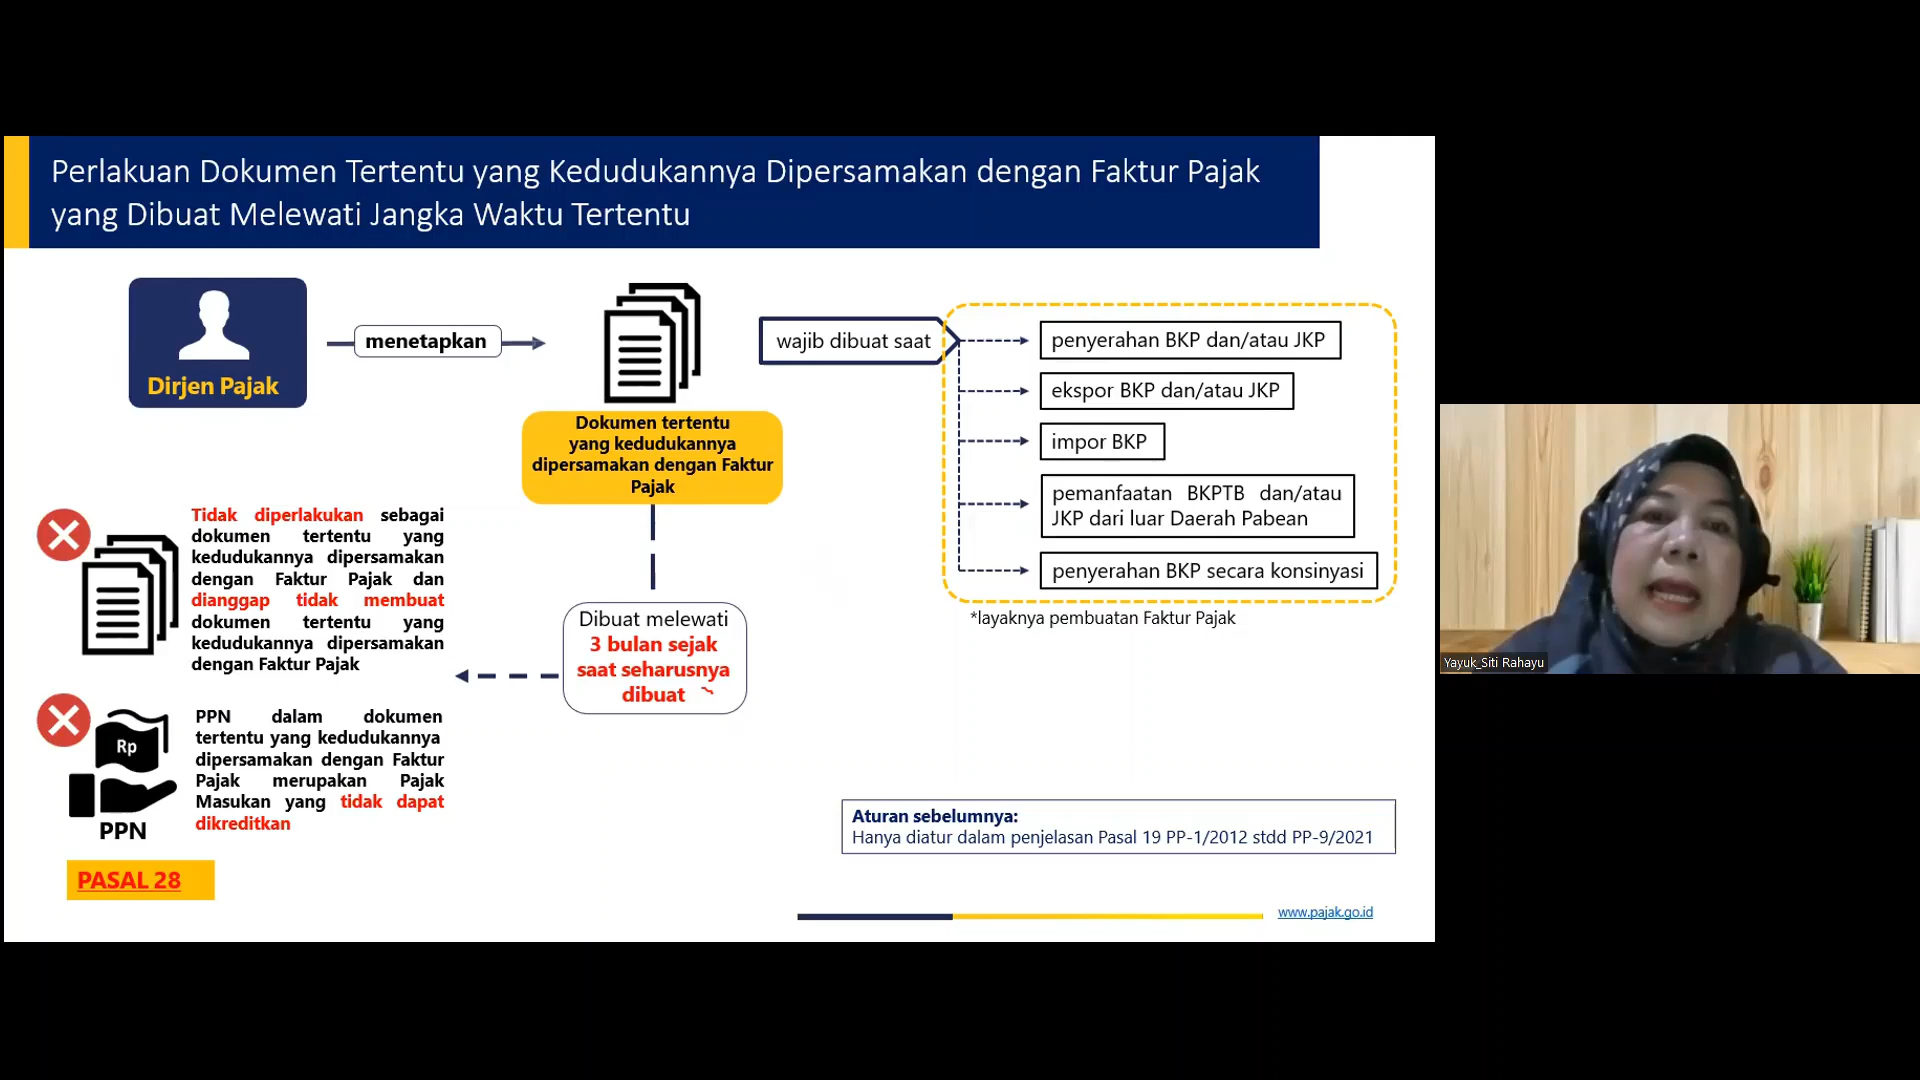 Perlakuan Dokumen Tertentu yang Kedudukannya Dipersamakan dengan Faktur Pajak
yang Dibuat Melewati Jangka Waktu Tertentu
Dirjen Pajak
menetapkan
Dokumen tertentu
yang kedudukannya
dipersamakan dengan Faktur
Pajak
wajib dibuat saat
penyerahan BKP dan/atau JKP
ekspor BKP dan/atau JKP
impor BKP
pemanfaatan BKPTB dan/atau
JKP dari luar Daerah Pabean
penyerahan BKP secara konsinyasi
*layaknya pembuatan Faktur Pajak
Dibuat melewati
3 bulan sejak
saat seharusnya
dibuat
Tidak diperlakukan sebagai
dokumen tertentu yang
kedudukannya dipersamakan
dengan Faktur Pajak dan
dianggap tidak membuat
dokumen tertentu yang
kedudukannya dipersamakan
dengan Faktur Pajak
Rp
PPN
PPN dalam dokumen
tertentu yang kedudukannya
dipersamakan dengan Faktur
Pajak merupakan Pajak
Masukan yang tidak dapat
dikreditkan
PASAL 28
Aturan sebelumnya:
Hanya diatur dalam penjelasan Pasal 19 PP-1/2012 stdd PP-9/2021
www.pajak.go.id
Yayuk_Siti Rahayu